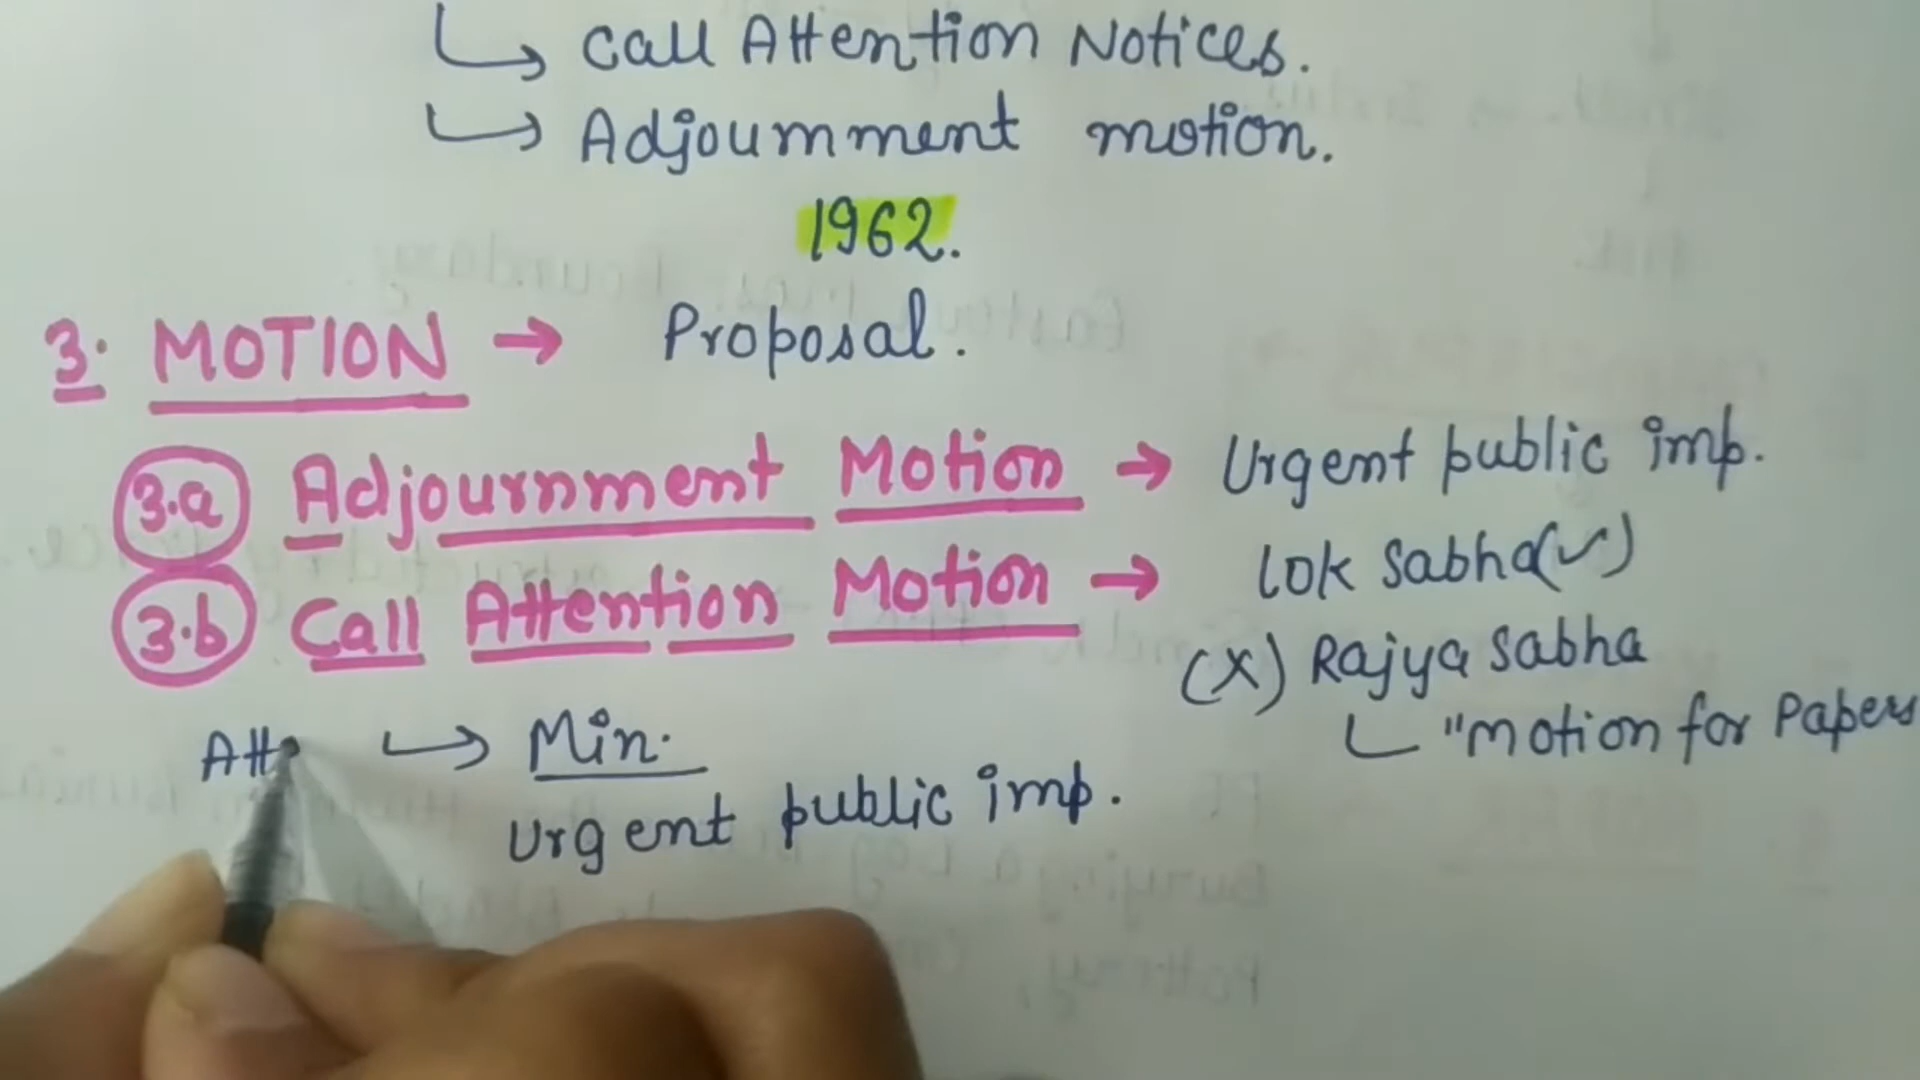 ↳ Call Attention Notices.
↳ Adjournment motion.
1962.
3. MOTION → Proposal.
3.a Adjournment Motion → Urgent public imp.
3.b Call Attention Motion → Lok Sabha(✓)
(X) Rajya Sabha
↳ "Motion for Papers
Att ↳ Min.
Urgent public imp.